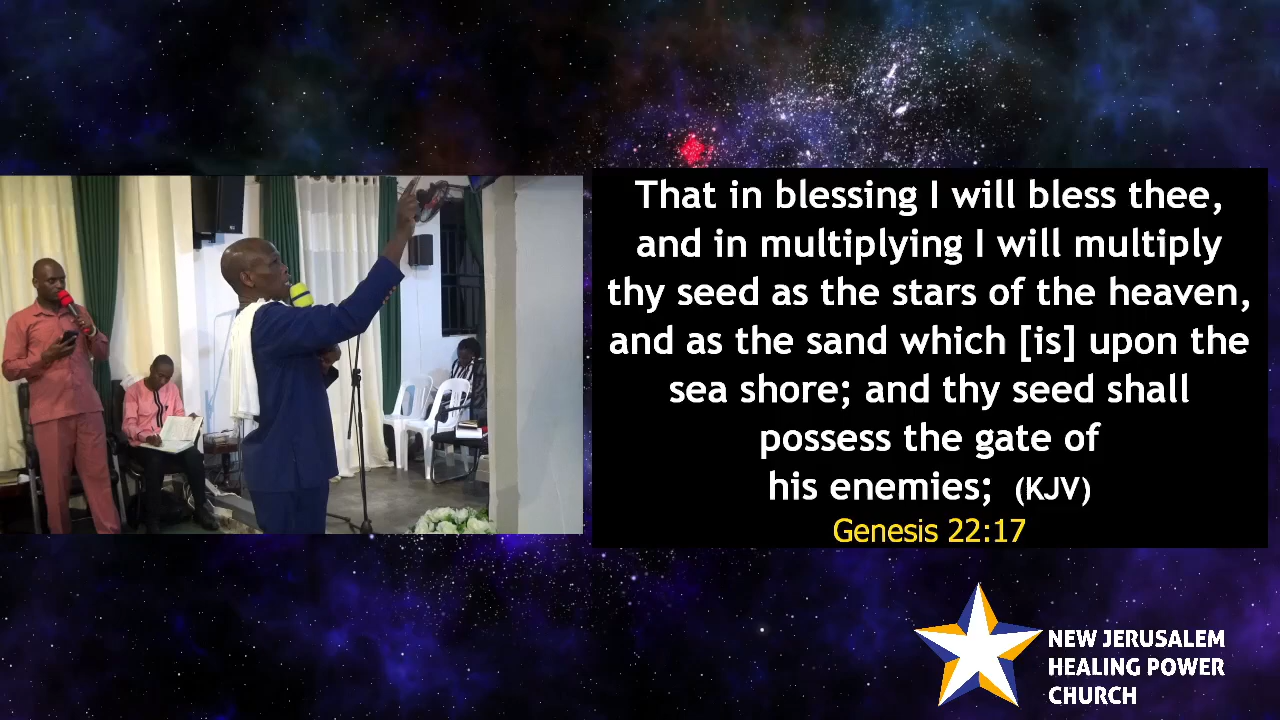 That in blessing I will bless thee,
and in multiplying I will multiply
thy seed as the stars of the heaven,
and as the sand which [is] upon the
sea shore; and thy seed shall
possess the gate of
his enemies; (KJV)
Genesis 22:17
NEW JERUSALEM
HEALING POWER
CHURCH